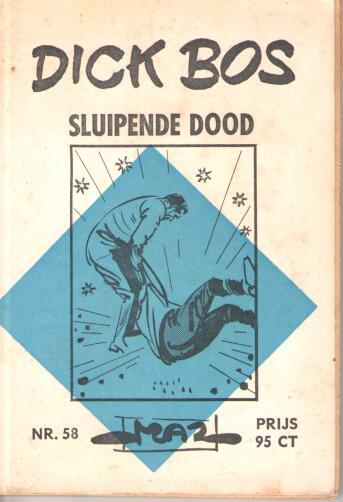 DICK BOS
SLUIPENDE DOOD
NR. 58
MAZ
PRIJS
95 CT